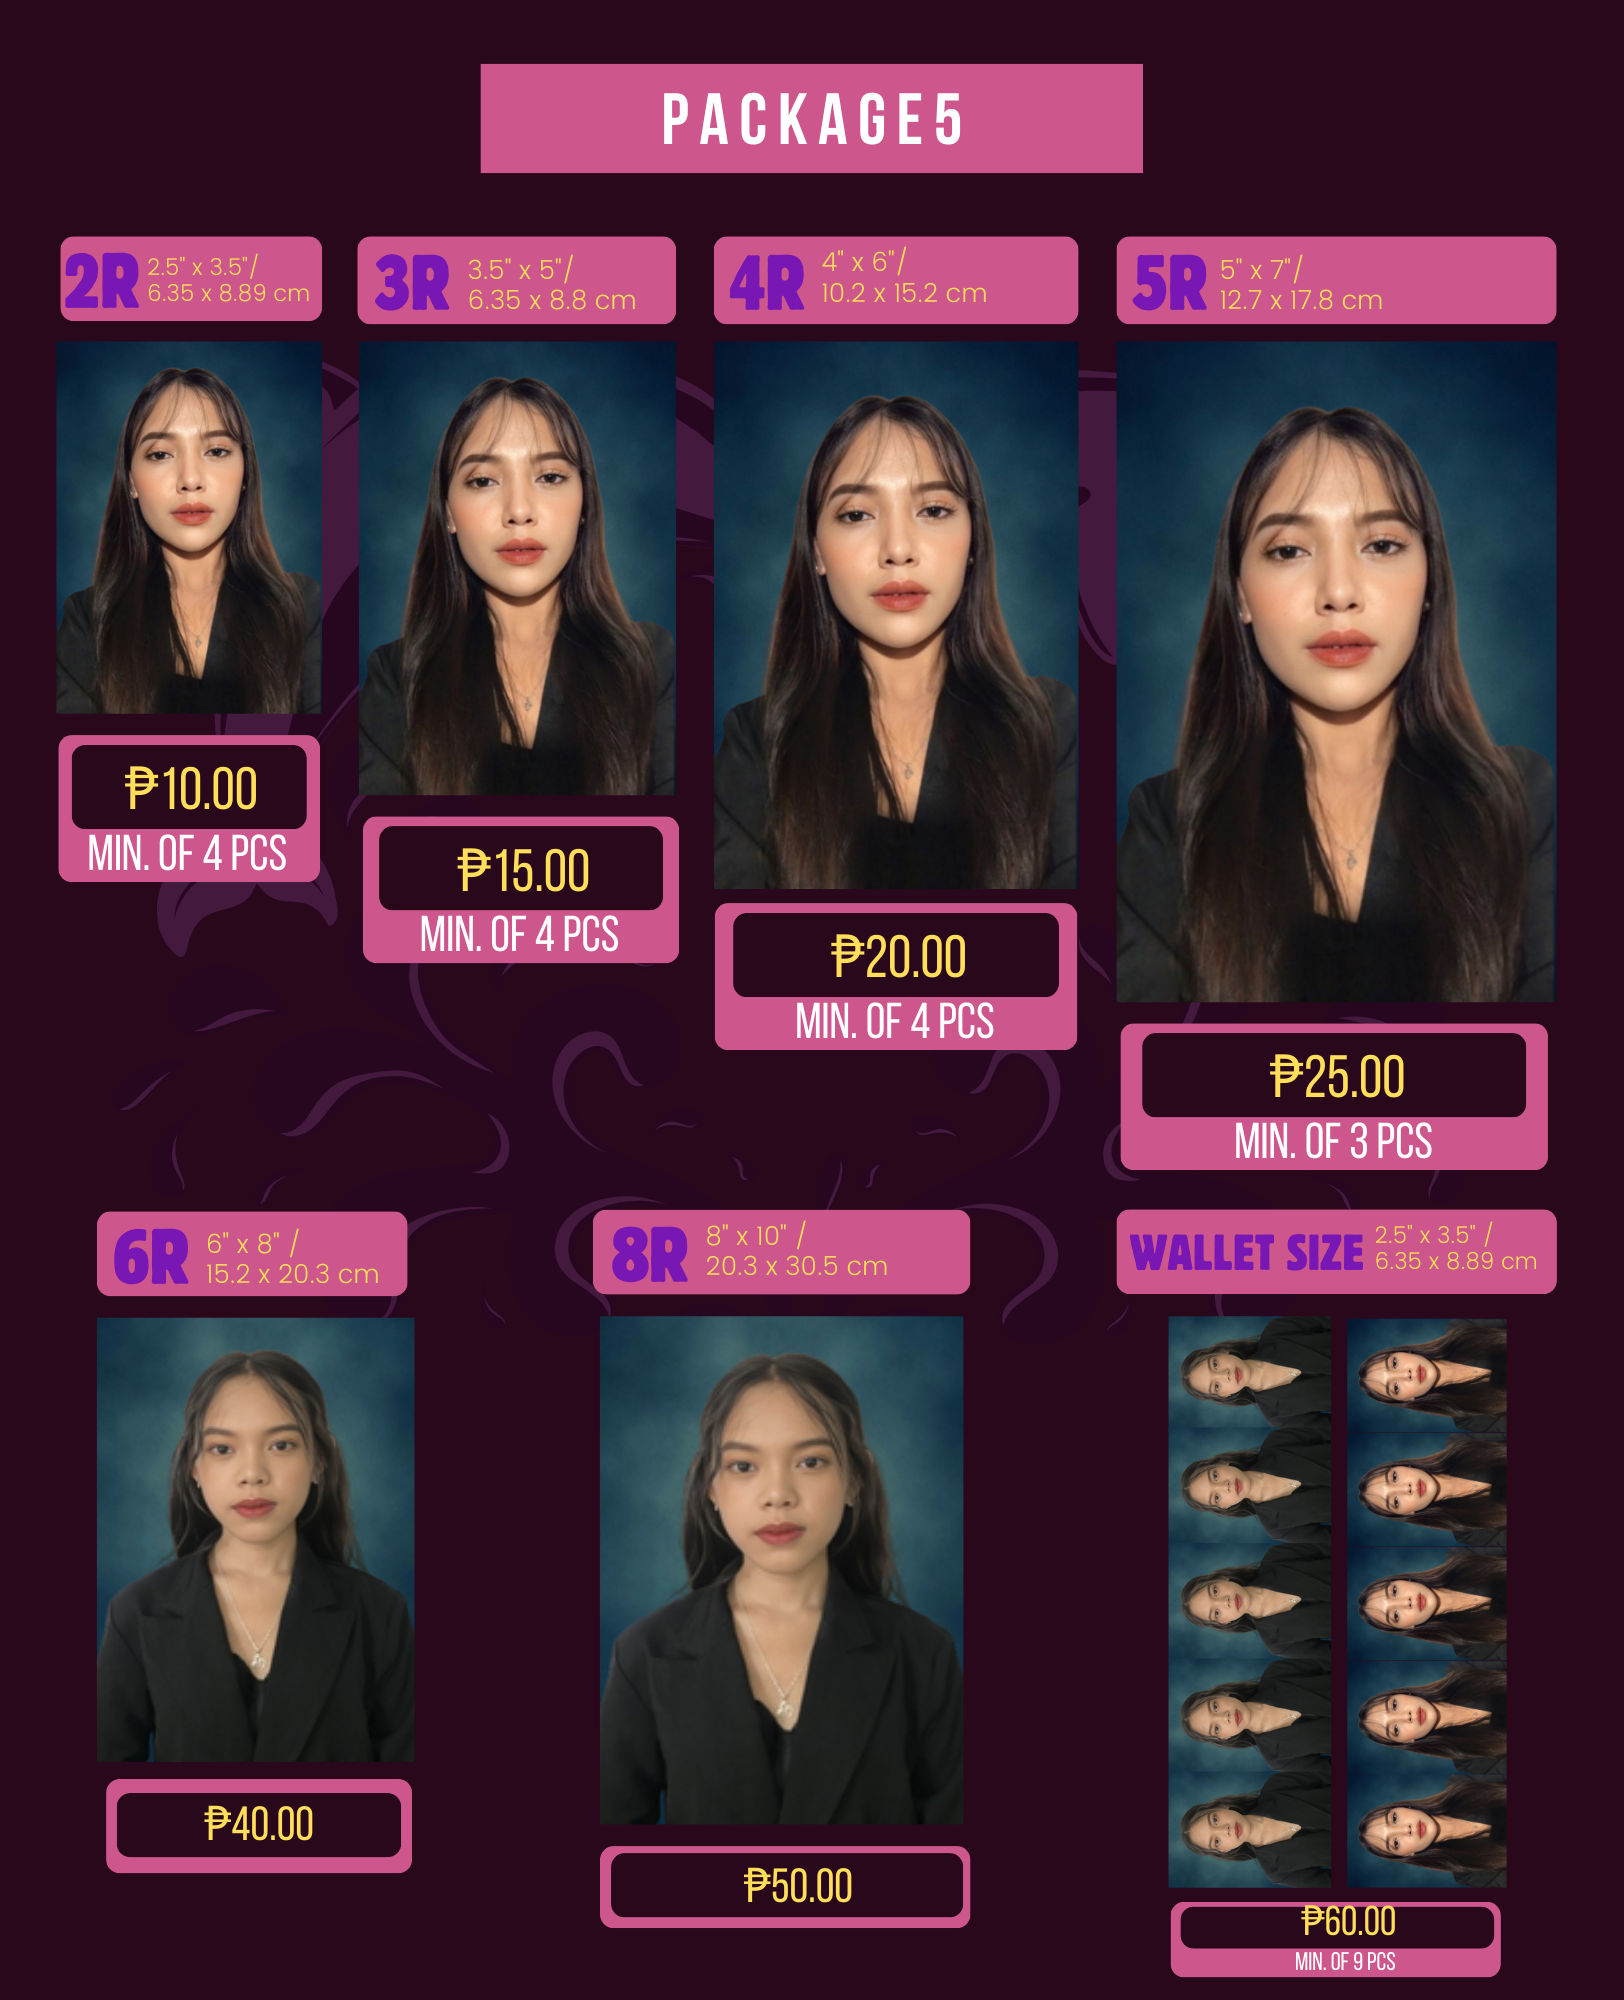 PACKAGE5
2R
2.5" x 3.5"/
6.35 x 8.89 cm
3R
3.5" x 5"/
6.35 x 8.8 cm
4R
4" x 6"/
10.2 x 15.2 cm
5R
5" x 7"/
12.7 x 17.8 cm
₱10.00
MIN. OF 4 PCS
₱15.00
MIN. OF 4 PCS
₱20.00
MIN. OF 4 PCS
₱25.00
MIN. OF 3 PCS
6R
6" x 8" /
15.2 x 20.3 cm
8R
8" x 10" /
20.3 x 30.5 cm
WALLET SIZE
2.5" x 3.5" /
6.35 x 8.89 cm
₱40.00
₱50.00
₱60.00
MIN. OF 9 PCS